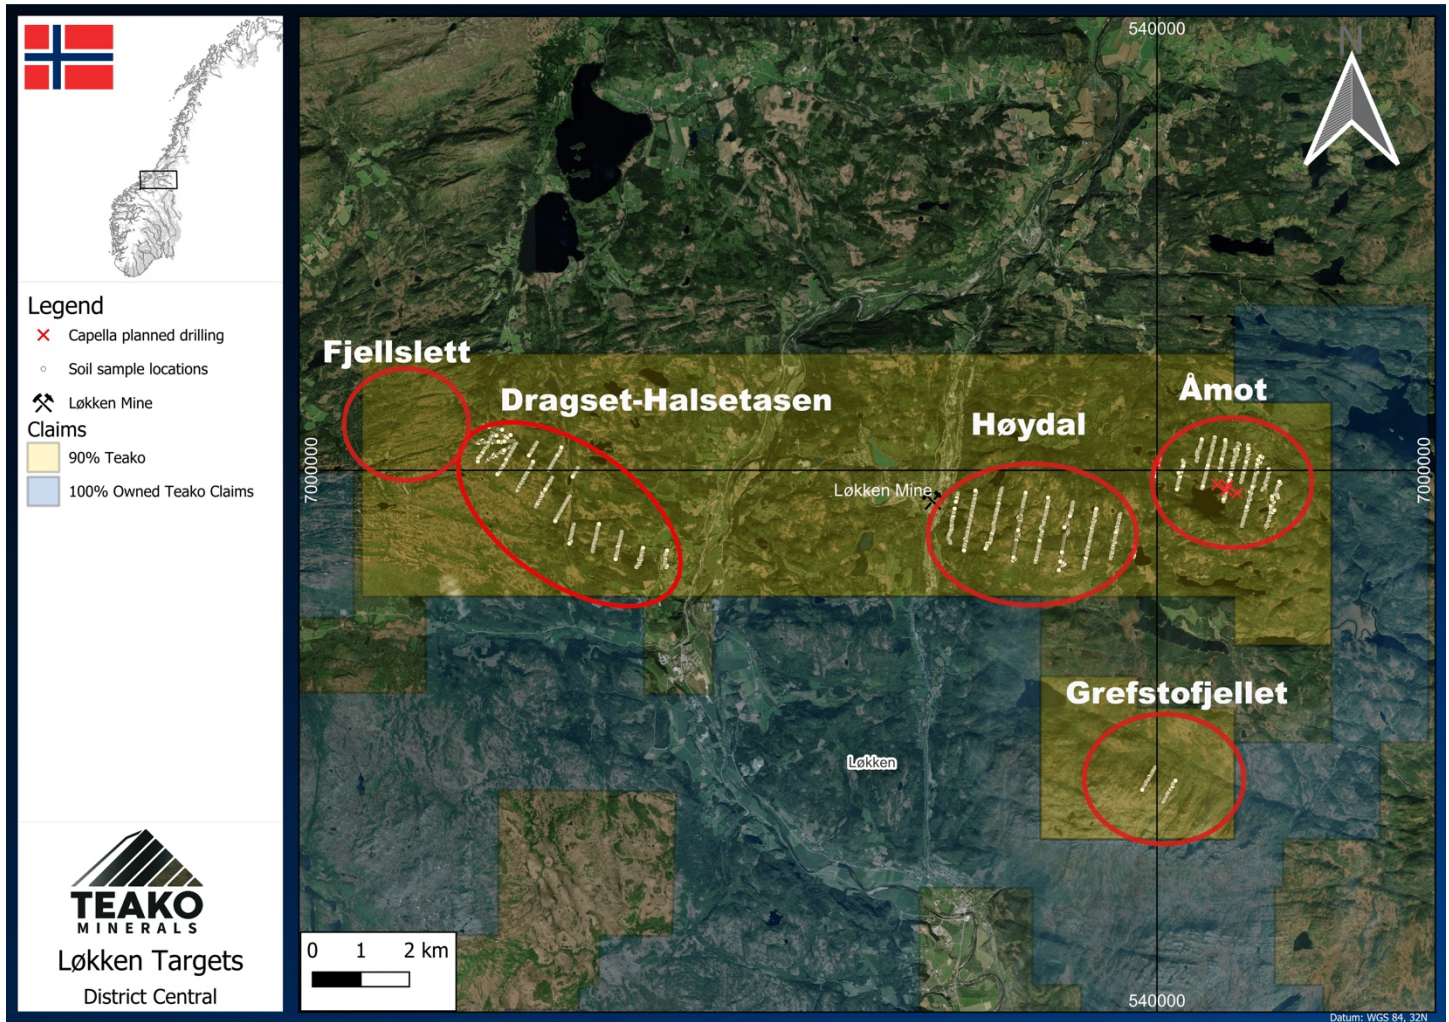 Legend
Capella planned drilling
Soil sample locations
Løkken Mine
Claims
90% Teako
100% Owned Teako Claims
TEAKO
MINERALS
Løkken Targets
District Central
540000
N
Fjellslett
Dragset-Halsetasen
Høydal
Åmot
7000000
7000000
Løkken Mine
Grefstofjellet
Løkken
0 1 2 km
540000
Datum: WGS 84, 32N